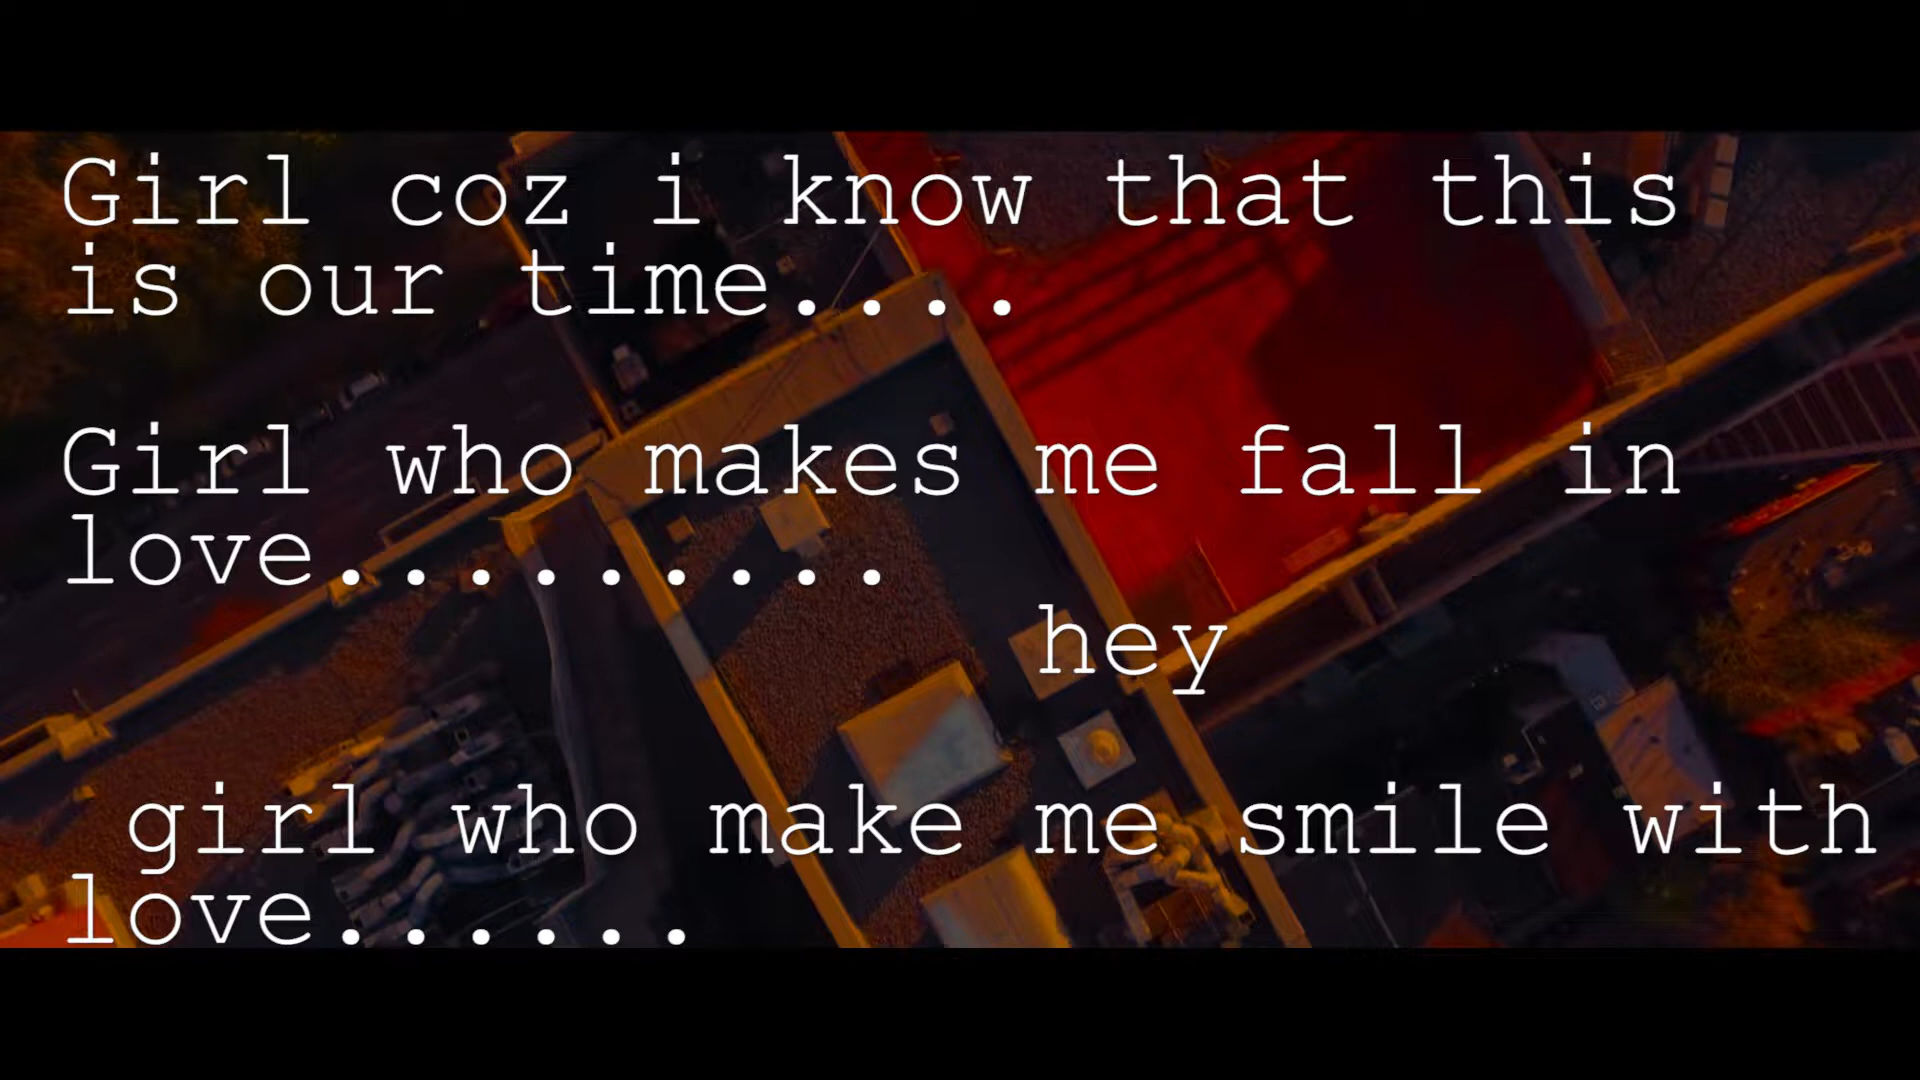 Girl coz i know that this
is our time....
Girl who makes me fall in
love.........
hey
girl who make me smile with
love......